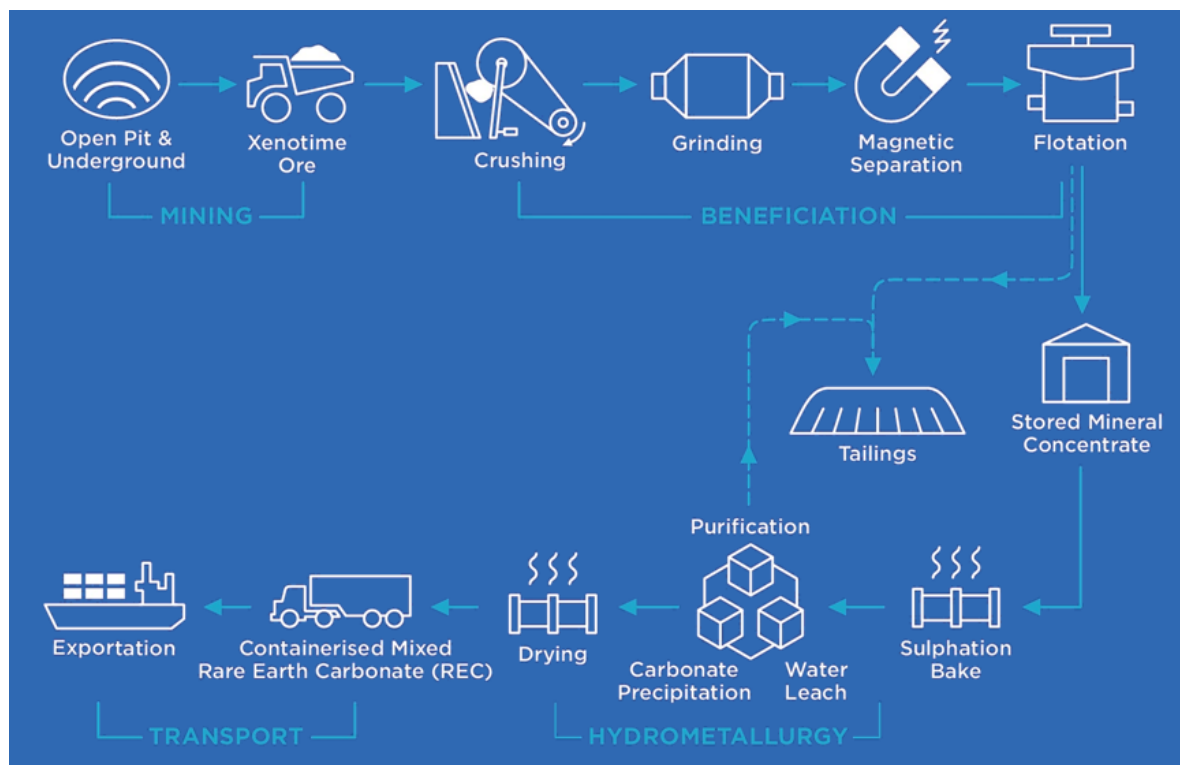 Open Pit &
Underground
Xenotime
Ore
Crushing
Grinding
Magnetic
Separation
Flotation
MINING
BENEFICIATION
Stored Mineral
Concentrate
Tailings
Purification
Exportation
Containerised Mixed
Rare Earth Carbonate (REC)
Drying
Carbonate
Precipitation
Water
Leach
Sulphation
Bake
TRANSPORT
HYDROMETALLURGY